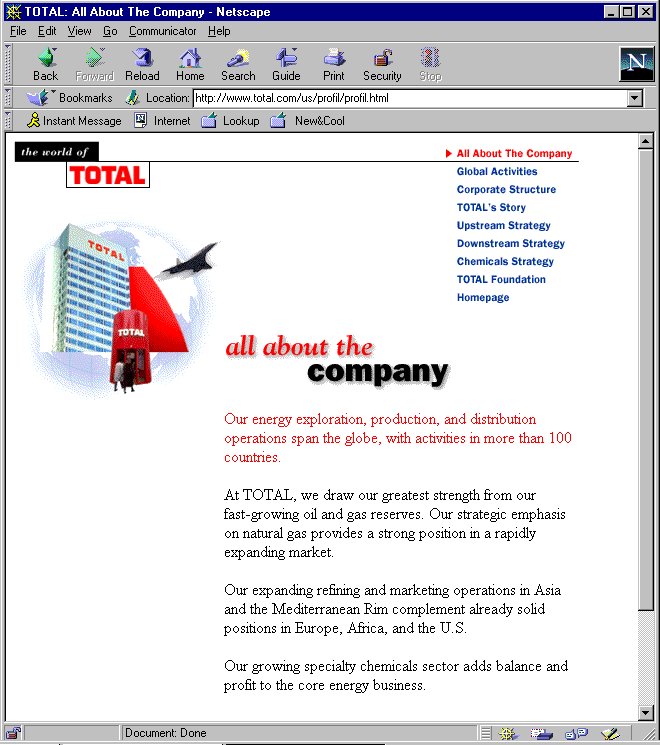 TOTAL: All About The Company - Netscape
File Edit View Go Communicator Help
Back Forward Reload Home Search Guide Print Security Stop
N
Bookmarks Location: http://www.total.com/us/profil/profil.html
Instant Message Internet Lookup New&Cool
the world of
TOTAL
All About The Company
Global Activities
Corporate Structure
TOTAL's Story
Upstream Strategy
Downstream Strategy
Chemicals Strategy
TOTAL Foundation
Homepage
TOTAL
TOTAL
all about the
company
Our energy exploration, production, and distribution
operations span the globe, with activities in more than 100
countries.
At TOTAL, we draw our greatest strength from our
fast-growing oil and gas reserves. Our strategic emphasis
on natural gas provides a strong position in a rapidly
expanding market.
Our expanding refining and marketing operations in Asia
and the Mediterranean Rim complement already solid
positions in Europe, Africa, and the U.S.
Our growing specialty chemicals sector adds balance and
profit to the core energy business.
Document: Done